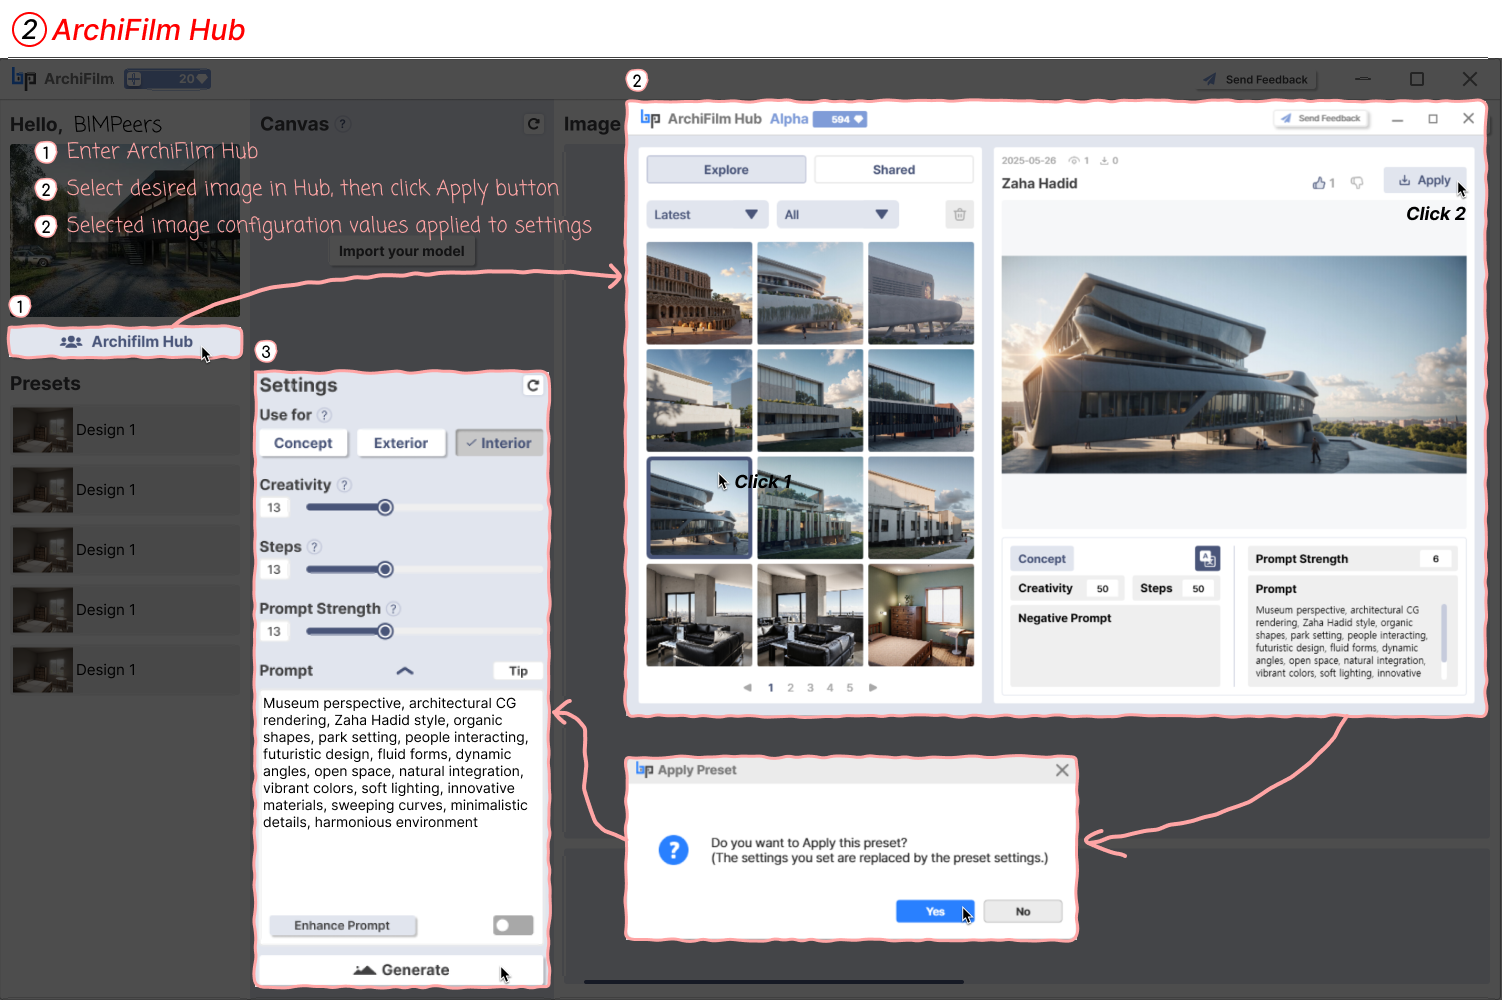 2 ArchiFilm Hub
bp ArchiFilm 20
Send Feedback
Hello, BIMPeers
1 Enter ArchiFilm Hub
2 Select desired image in Hub, then click Apply button
2 Selected image configuration values applied to settings
1
Archifilm Hub
Presets
Design 1
Design 1
Design 1
Design 1
Design 1
Canvas ?
Import your model
Image
3
Settings
Use for ?
Concept Exterior Interior
Creativity ?
13
Steps ?
13
Prompt Strength ?
13
Prompt Tip
Museum perspective, architectural CG
rendering, Zaha Hadid style, organic
shapes, park setting, people interacting,
futuristic design, fluid forms, dynamic
angles, open space, natural integration,
vibrant colors, soft lighting, innovative
materials, sweeping curves, minimalistic
details, harmonious environment
Enhance Prompt
Generate
2
bp ArchiFilm Hub Alpha 594
Send Feedback
Explore Shared
Latest All
Click 1
1 2 3 4 5
2025-05-26 1 0
Zaha Hadid 1 Apply
Click 2
Concept
Creativity 50 Steps 50
Negative Prompt
Prompt Strength 6
Prompt
Museum perspective, architectural CG
rendering, Zaha Hadid style, organic
shapes, park setting, people interacting,
futuristic design, fluid forms, dynamic
angles, open space, natural integration,
vibrant colors, soft lighting, innovative
bp Apply Preset
?
Do you want to Apply this preset?
(The settings you set are replaced by the preset settings.)
Yes No